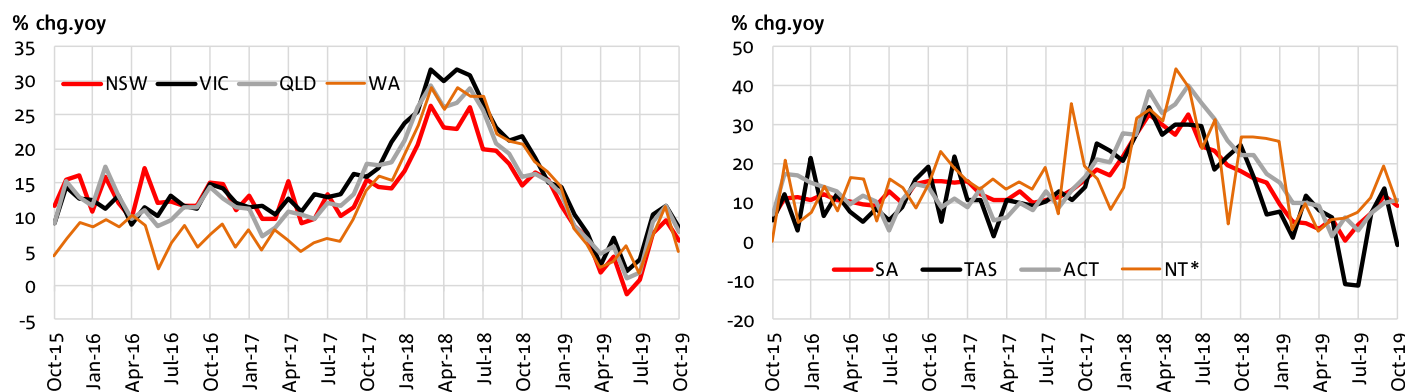 % chg.yoy
35
30
25
20
15
10
5
0
-5
NSW VIC QLD WA
Oct-15 Jan-16 Apr-16 Jul-16 Oct-16 Jan-17 Apr-17 Jul-17 Oct-17 Jan-18 Apr-18 Jul-18 Oct-18 Jan-19 Apr-19 Jul-19 Oct-19
% chg.yoy
50
40
30
20
10
0
-10
-20
SA TAS ACT NT*
Oct-15 Jan-16 Apr-16 Jul-16 Oct-16 Jan-17 Apr-17 Jul-17 Oct-17 Jan-18 Apr-18 Jul-18 Oct-18 Jan-19 Apr-19 Jul-19 Oct-19